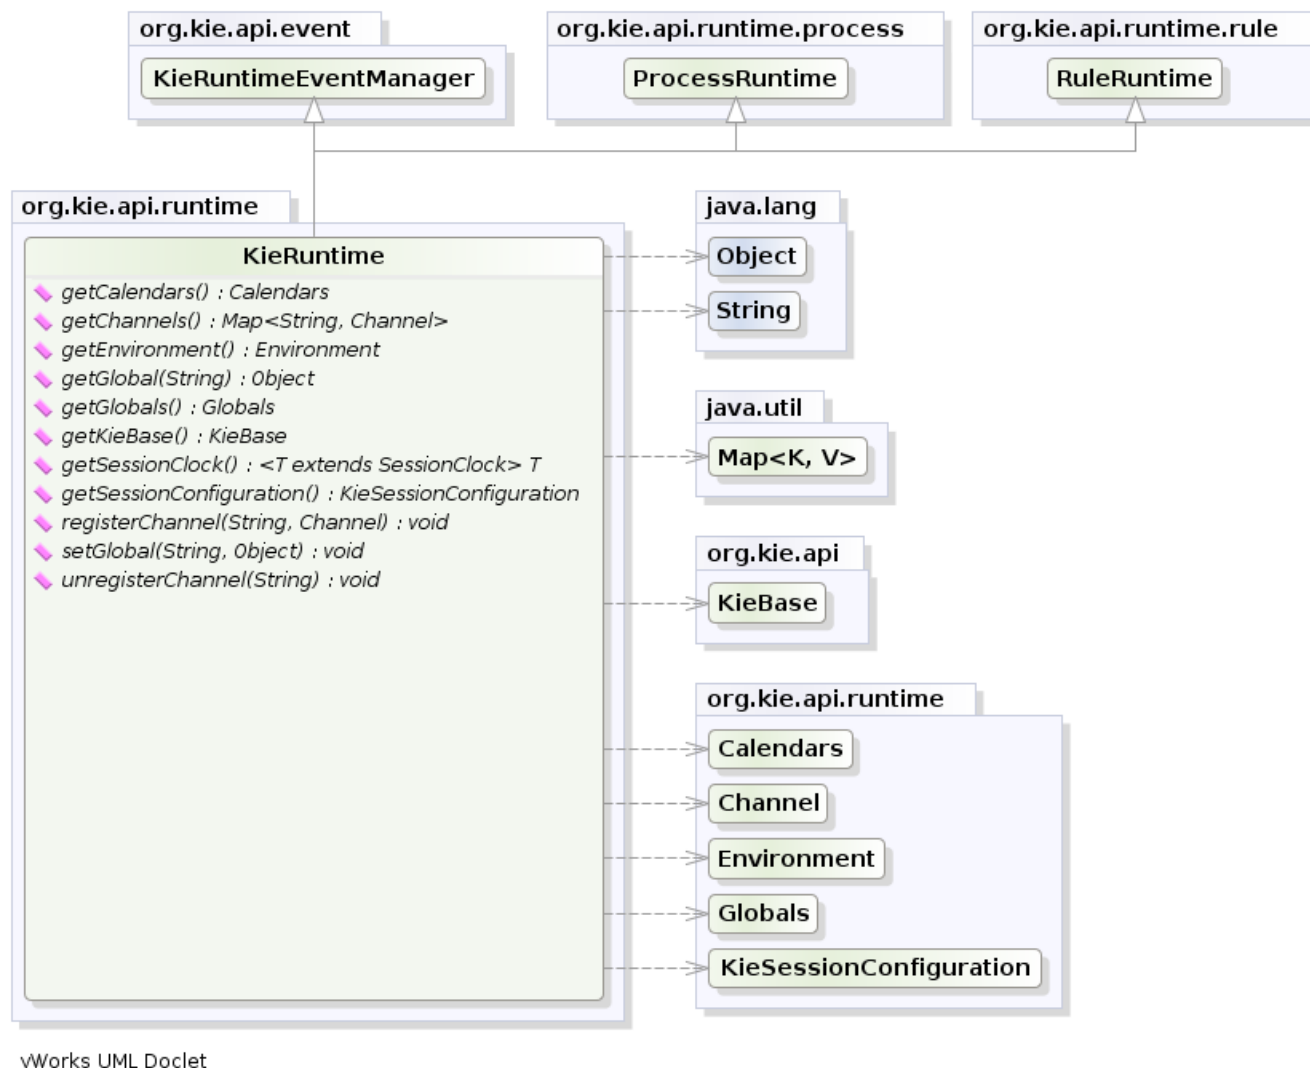 org.kie.api.event
KieRuntimeEventManager
org.kie.api.runtime.process
ProcessRuntime
org.kie.api.runtime.rule
RuleRuntime
org.kie.api.runtime
KieRuntime
getCalendars() : Calendars
getChannels() : Map<String, Channel>
getEnvironment() : Environment
getGlobal(String) : Object
getGlobals() : Globals
getKieBase() : KieBase
getSessionClock() : <T extends SessionClock> T
getSessionConfiguration() : KieSessionConfiguration
registerChannel(String, Channel) : void
setGlobal(String, Object) : void
unregisterChannel(String) : void
java.lang
Object
String
java.util
Map<K, V>
org.kie.api
KieBase
org.kie.api.runtime
Calendars
Channel
Environment
Globals
KieSessionConfiguration
yWorks UML Doclet